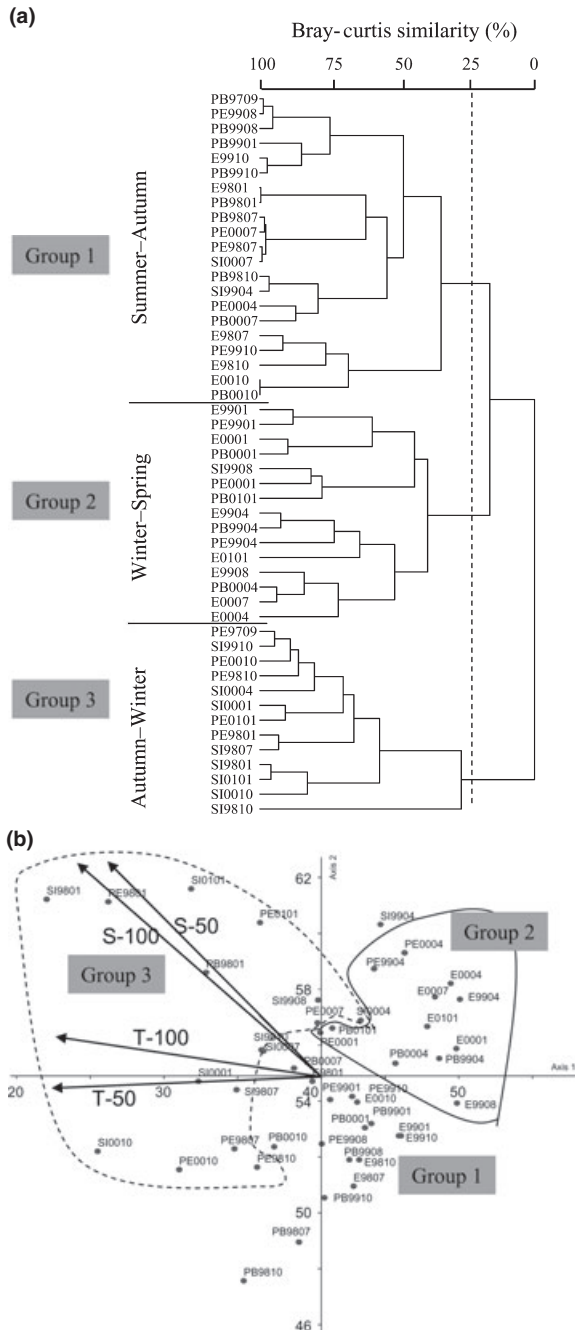 (a)
Bray-curtis similarity (%)
100 75 50 25 0
PB9709
PE9908
PB9908
PB9901
E9910
PB9910
E9801
PB9801
PB9807
PE0007
PE9807
SI0007
PB9810
SI9904
PE0004
PB0007
E9807
PE9910
E9810
E0010
PB0010
Group 1
Summer–Autumn
E9901
PE9901
E0001
PB0001
SI9908
PE0001
PB0101
E9904
PB9904
PE9904
E0101
E9908
PB0004
E0007
E0004
Group 2
Winter–Spring
PE9709
SI9910
PE0010
PE9810
SI0004
SI0001
PE0101
PE9801
SI9807
SI9801
SI0101
SI0010
SI9810
Group 3
Autumn–Winter
(b)
62
Axis 2
SI9801
PE9801
SI0101
S-50
PE0101
SI9904
Group 2
S-100
PE0004
Group 3
PE9904
PB9801
E0004
58
SI9908
E0007
E9904
PE0007
SI0004
E0101
PB0101
T-100
PE0001
E0001
PB0004
PB9904
PB0007
Axis 1
20
T-50
SI0001
50
SI9807
54
PE9901
PE9910
E0010
E9908
PB9901
PB0001
E9901
E9910
SI0010
PE9807
PB0010
PE9908
PB9908
PE0010
PE9810
E9810
Group 1
E9807
PB9910
50
PB9807
PB9810
46